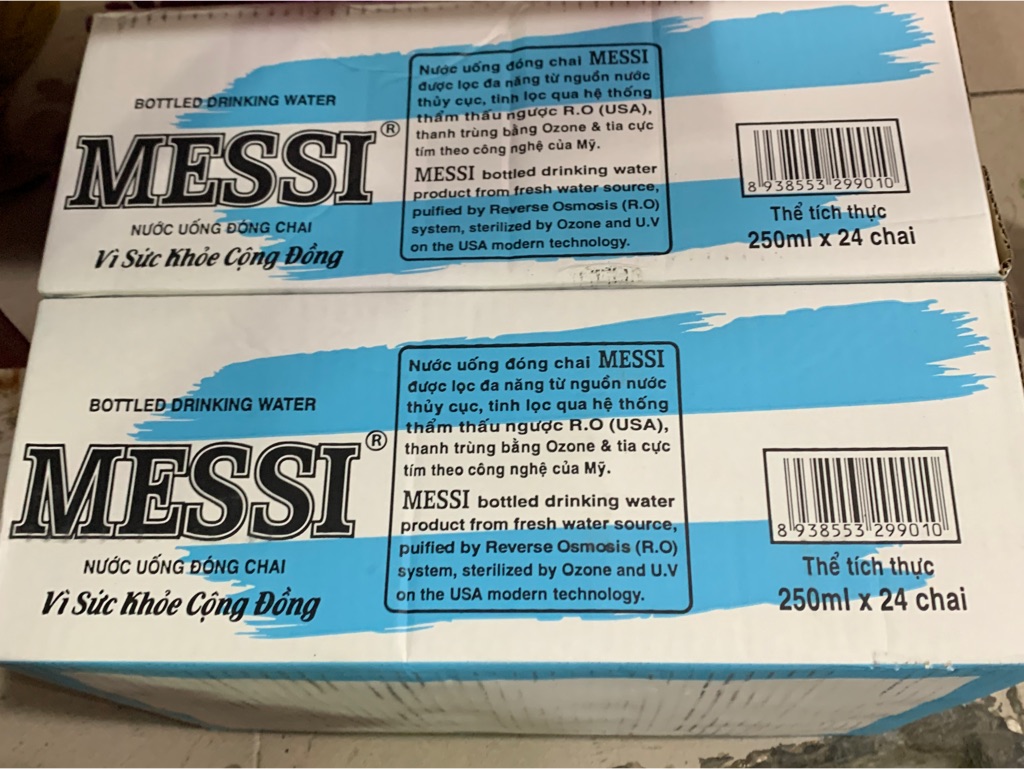 BOTTLED DRINKING WATER
MESSI®
NƯỚC UỐNG ĐÓNG CHAI
Vì Sức Khỏe Cộng Đồng
Nước uống đóng chai MESSI
được lọc đa năng từ nguồn nước
thủy cục, tinh lọc qua hệ thống
thẩm thấu ngược R.O (USA),
thanh trùng bằng Ozone & tia cực
tím theo công nghệ của Mỹ.
MESSI bottled drinking water
product from fresh water source,
puified by Reverse Osmosis (R.O)
system, sterilized by Ozone and U.V
on the USA modern technology.
8 938553 299010
Thể tích thực
250ml x 24 chai
BOTTLED DRINKING WATER
MESSI®
NƯỚC UỐNG ĐÓNG CHAI
Vì Sức Khỏe Cộng Đồng
Nước uống đóng chai MESSI
được lọc đa năng từ nguồn nước
thủy cục, tinh lọc qua hệ thống
thẩm thấu ngược R.O (USA),
thanh trùng bằng Ozone & tia cực
tím theo công nghệ của Mỹ.
MESSI bottled drinking water
product from fresh water source,
puified by Reverse Osmosis (R.O)
system, sterilized by Ozone and U.V
on the USA modern technology.
8 938553 299010
Thể tích thực
250ml x 24 chai